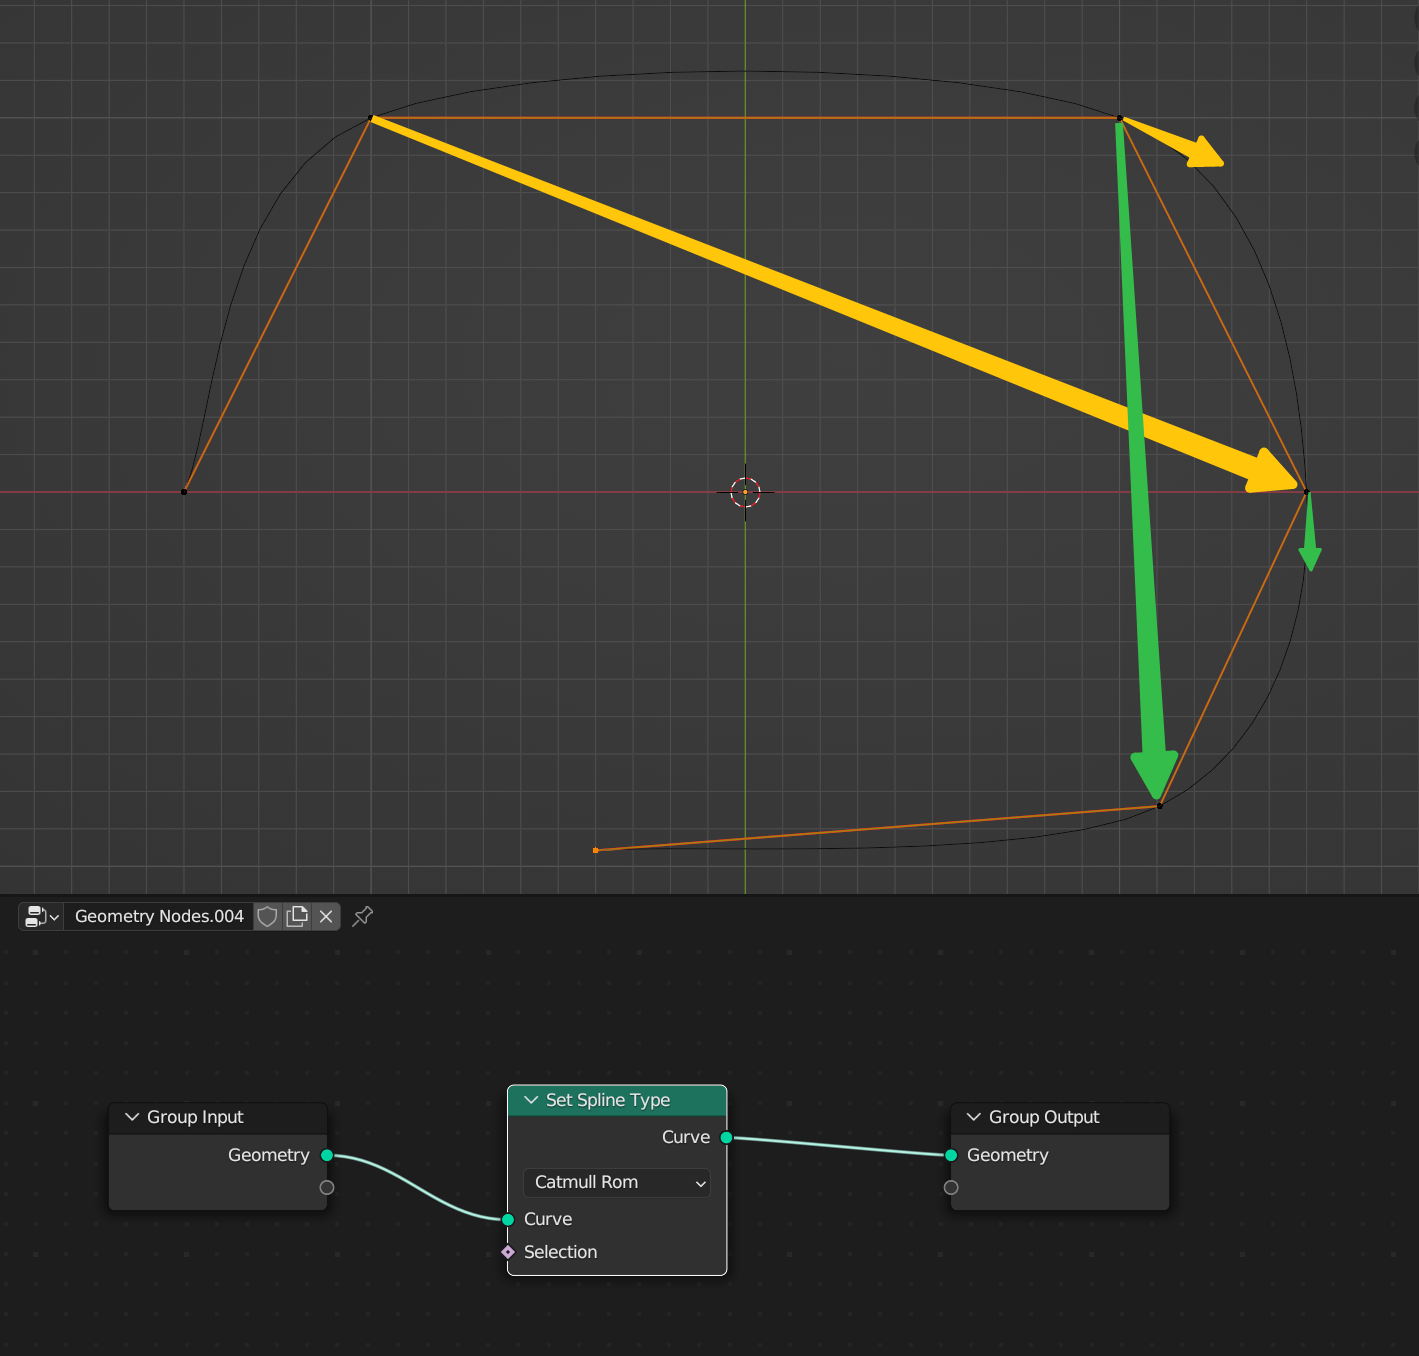 Geometry Nodes.004
Group Input
Geometry
Set Spline Type
Curve
Catmull Rom
Curve
Selection
Group Output
Geometry